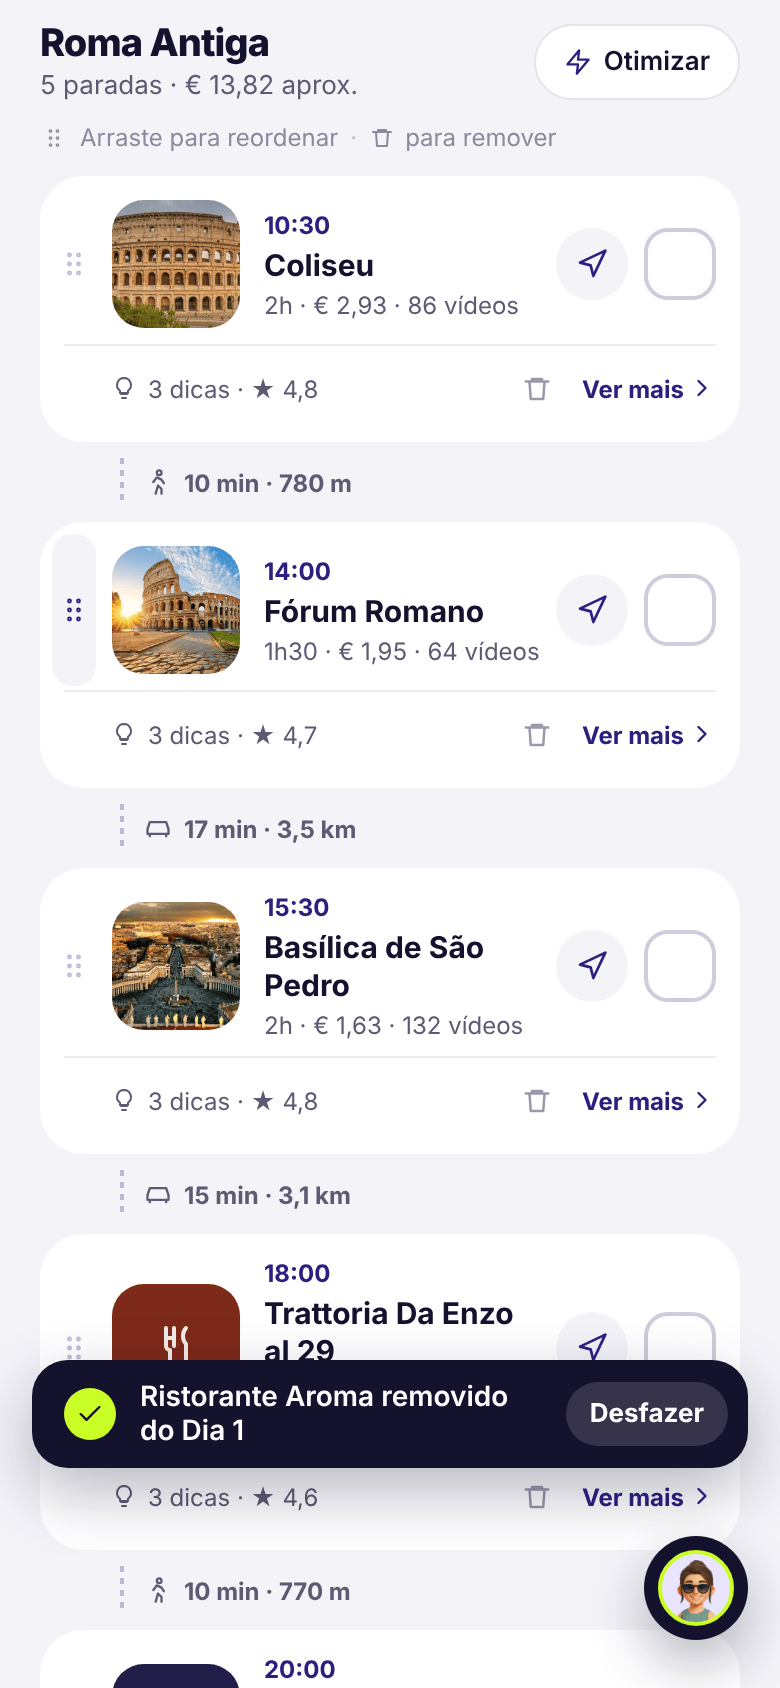 Roma Antiga
5 paradas · € 13,82 aprox.
Otimizar
Arraste para reordenar · para remover
10:30
Coliseu
2h · € 2,93 · 86 vídeos
3 dicas · ★ 4,8
Ver mais
10 min · 780 m
14:00
Fórum Romano
1h30 · € 1,95 · 64 vídeos
3 dicas · ★ 4,7
Ver mais
17 min · 3,5 km
15:30
Basílica de São
Pedro
2h · € 1,63 · 132 vídeos
3 dicas · ★ 4,8
Ver mais
15 min · 3,1 km
18:00
Trattoria Da Enzo
al 29
Ristorante Aroma removido
do Dia 1
Desfazer
3 dicas · ★ 4,6
Ver mais
10 min · 770 m
20:00